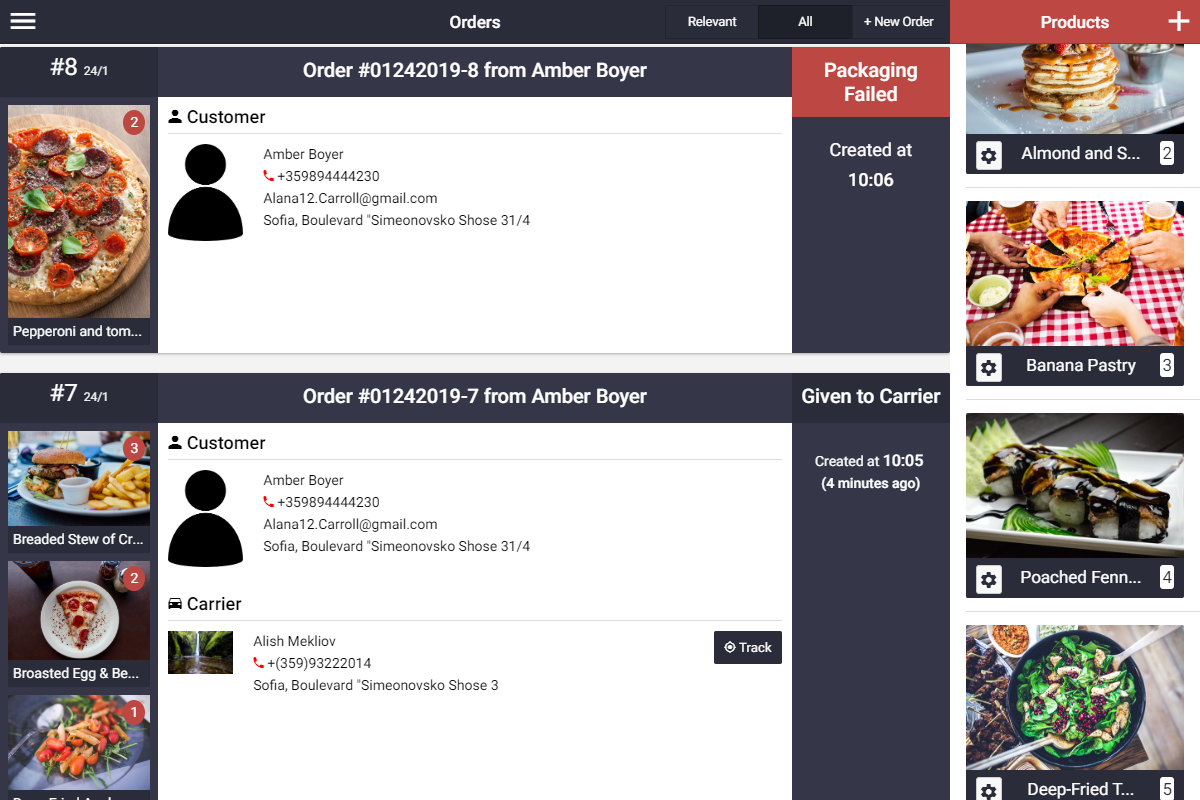 Orders
Relevant
All
+ New Order
Products
#8 24/1
Order #01242019-8 from Amber Boyer
Packaging
Failed
2
Pepperoni and tom...
Customer
Amber Boyer
+359894444230
Alana12.Carroll@gmail.com
Sofia, Boulevard "Simeonovsko Shose 31/4
Created at
10:06
#7 24/1
Order #01242019-7 from Amber Boyer
Given to Carrier
3
Breaded Stew of Cr...
2
Broasted Egg & Be...
1
Customer
Amber Boyer
+359894444230
Alana12.Carroll@gmail.com
Sofia, Boulevard "Simeonovsko Shose 31/4
Carrier
Alish Mekliov
+(359)93222014
Sofia, Boulevard "Simeonovsko Shose 3
Track
Created at 10:05
(4 minutes ago)
Almond and S...
2
Banana Pastry
3
Poached Fenn...
4
Deep-Fried T...
5